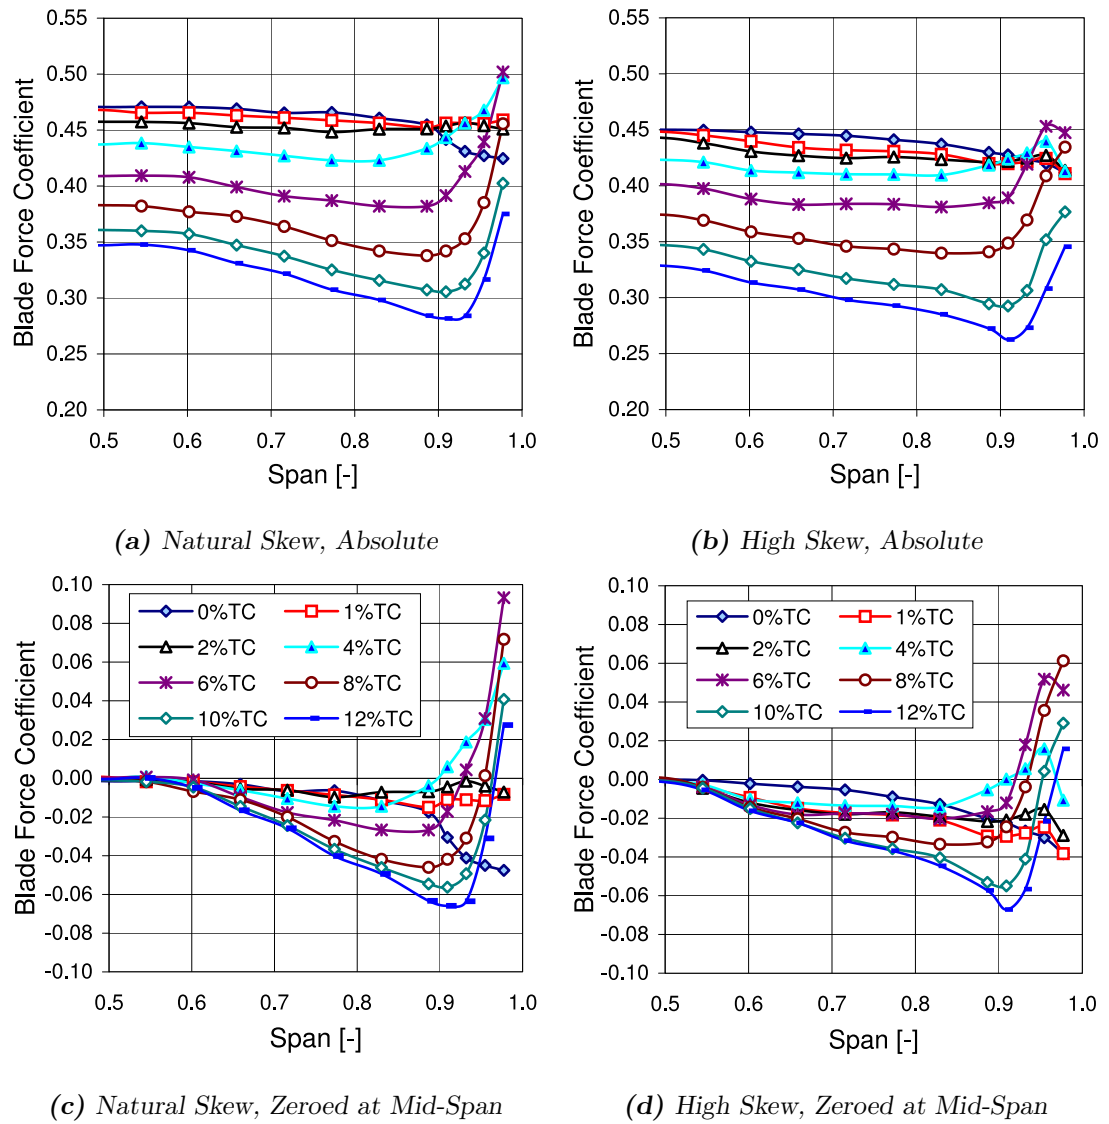 0.55
0.50
0.45
0.40
0.35
0.30
0.25
0.20
Blade Force Coefficient
0.5 0.6 0.7 0.8 0.9 1.0
Span [-]
(a) Natural Skew, Absolute
0.55
0.50
0.45
0.40
0.35
0.30
0.25
0.20
Blade Force Coefficient
0.5 0.6 0.7 0.8 0.9 1.0
Span [-]
(b) High Skew, Absolute
0.10
0.08
0.06
0.04
0.02
0.00
-0.02
-0.04
-0.06
-0.08
-0.10
Blade Force Coefficient
0%TC 1%TC
2%TC 4%TC
6%TC 8%TC
10%TC 12%TC
0.5 0.6 0.7 0.8 0.9 1.0
Span [-]
(c) Natural Skew, Zeroed at Mid-Span
0.10
0.08
0.06
0.04
0.02
0.00
-0.02
-0.04
-0.06
-0.08
-0.10
Blade Force Coefficient
0%TC 1%TC
2%TC 4%TC
6%TC 8%TC
10%TC 12%TC
0.5 0.6 0.7 0.8 0.9 1.0
Span [-]
(d) High Skew, Zeroed at Mid-Span